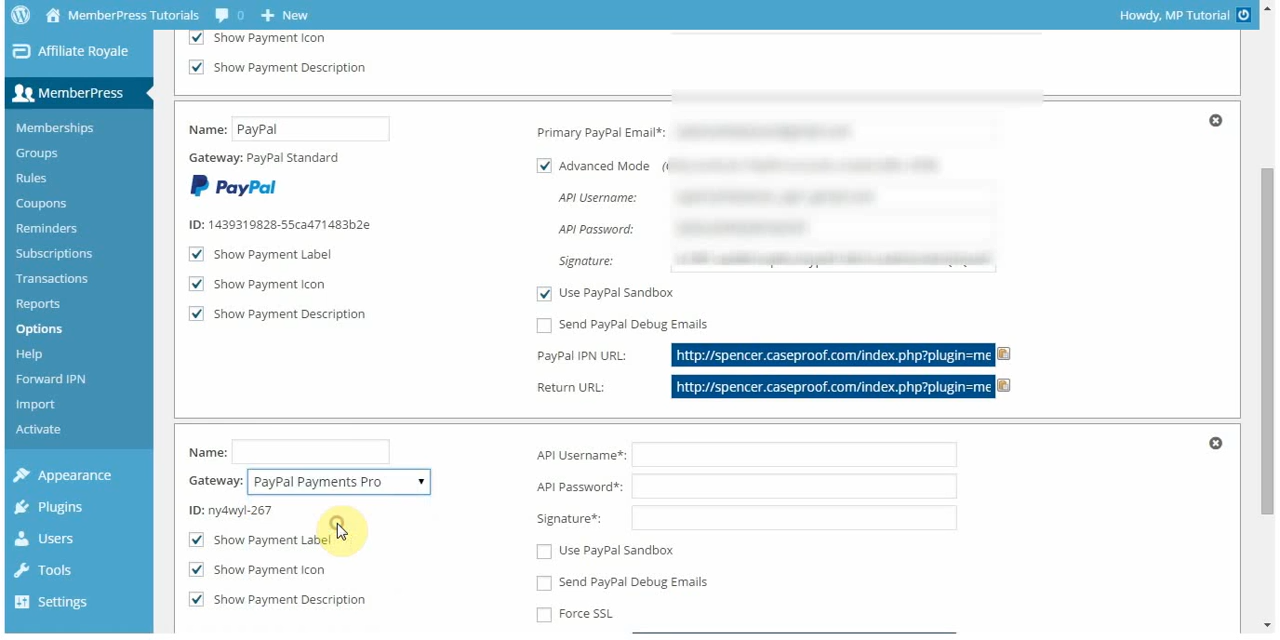 MemberPress Tutorials 0 New Howdy, MP Tutorial
Affiliate Royale
MemberPress
Memberships
Groups
Rules
Coupons
Reminders
Subscriptions
Transactions
Reports
Options
Help
Forward IPN
Import
Activate
Appearance
Plugins
Users
Tools
Settings
Show Payment Icon
Show Payment Description
Name: PayPal
Gateway: PayPal Standard
PayPal
ID: 1439319828-55ca471483b2e
Show Payment Label
Show Payment Icon
Show Payment Description
Primary PayPal Email*:
Advanced Mode
API Username:
API Password:
Signature:
Use PayPal Sandbox
Send PayPal Debug Emails
PayPal IPN URL: http://spencer.caseproof.com/index.php?plugin=me
Return URL: http://spencer.caseproof.com/index.php?plugin=me
Name:
Gateway: PayPal Payments Pro
ID: ny4wyl-267
Show Payment Label
Show Payment Icon
Show Payment Description
API Username*:
API Password*:
Signature*:
Use PayPal Sandbox
Send PayPal Debug Emails
Force SSL